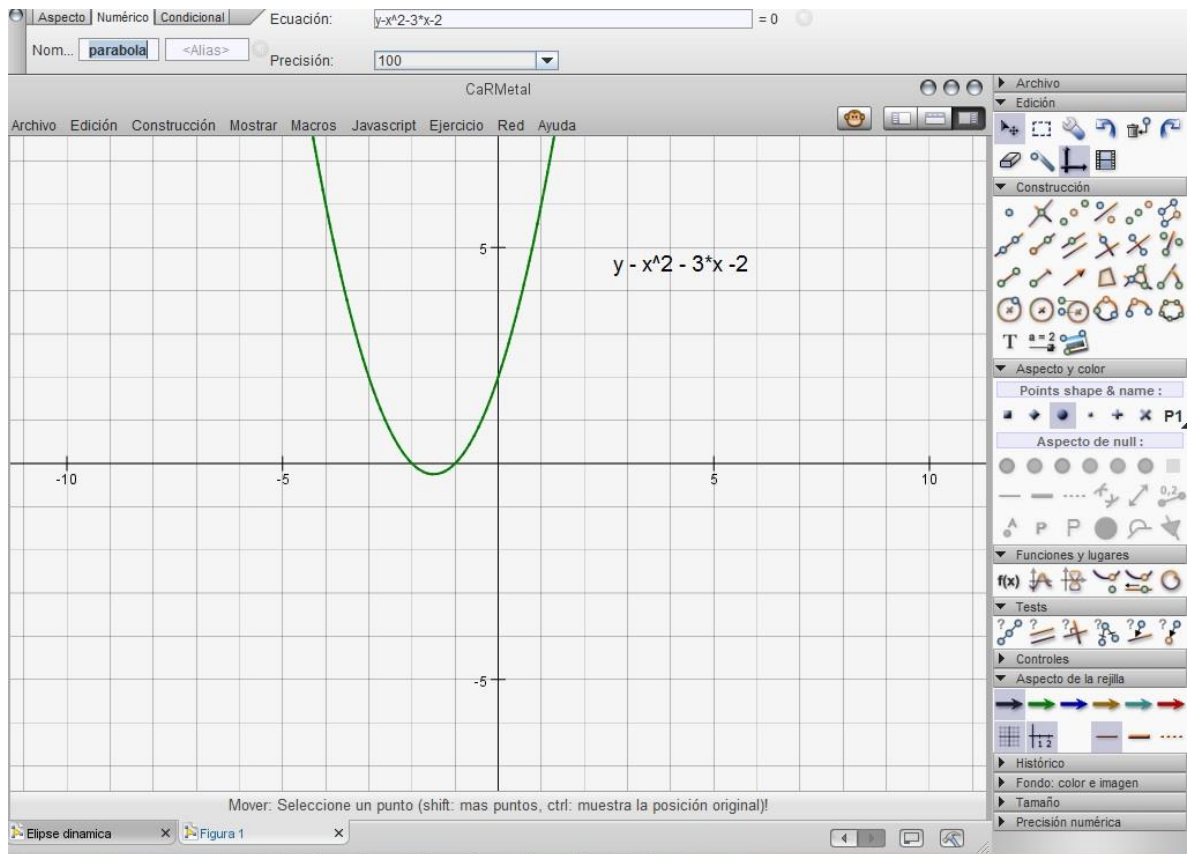 Aspecto Numérico Condicional Ecuación: y-x^2-3*x-2 = 0
Nom... parabola <Alias> Precisión: 100
CaRMetal
Archivo Edición Construcción Mostrar Macros Javascript Ejercicio Red Ayuda
5
y - x^2 - 3*x -2
-10 -5 5 10
-5
Mover: Seleccione un punto (shift: mas puntos, ctrl: muestra la posición original)!
Elipse dinamica Figura 1
Archivo
Edición
Construcción
T a = 2
Aspecto y color
Points shape & name :
P1
Aspecto de null :
0,2
A P P
Funciones y lugares
f(x)
Tests
? ? ? ? ? ?
Controles
Aspecto de la rejilla
1 2
Histórico
Fondo: color e imagen
Tamaño
Precisión numérica